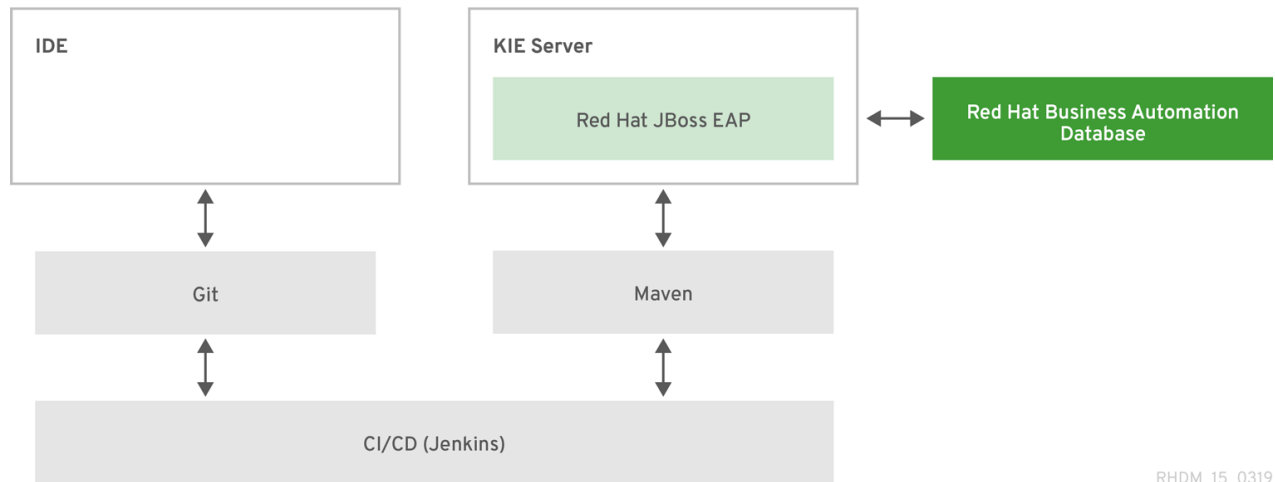 IDE
KIE Server
Red Hat JBoss EAP
Red Hat Business Automation
Database
Git
Maven
CI/CD (Jenkins)
RHDM_15_0319